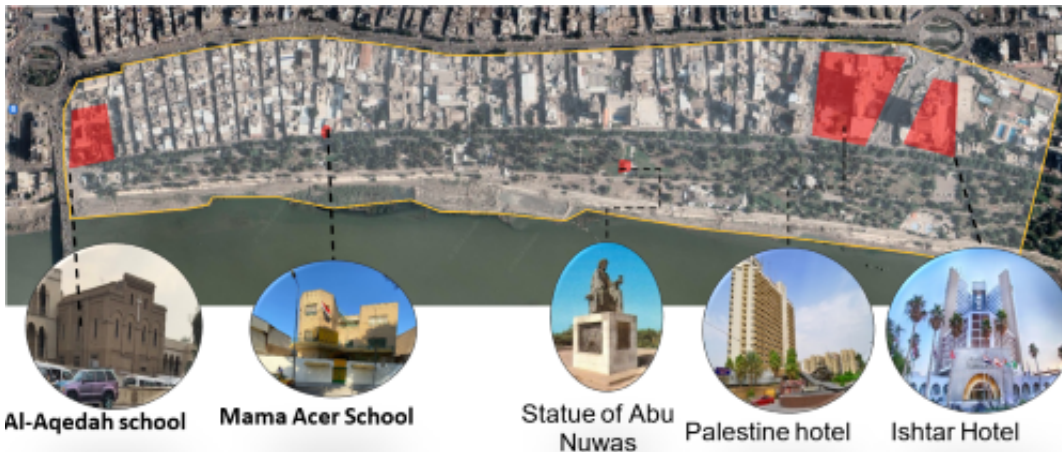 Al-Aqedah school
Mama Acer School
Statue of Abu
Nuwas
Palestine hotel
Ishtar Hotel